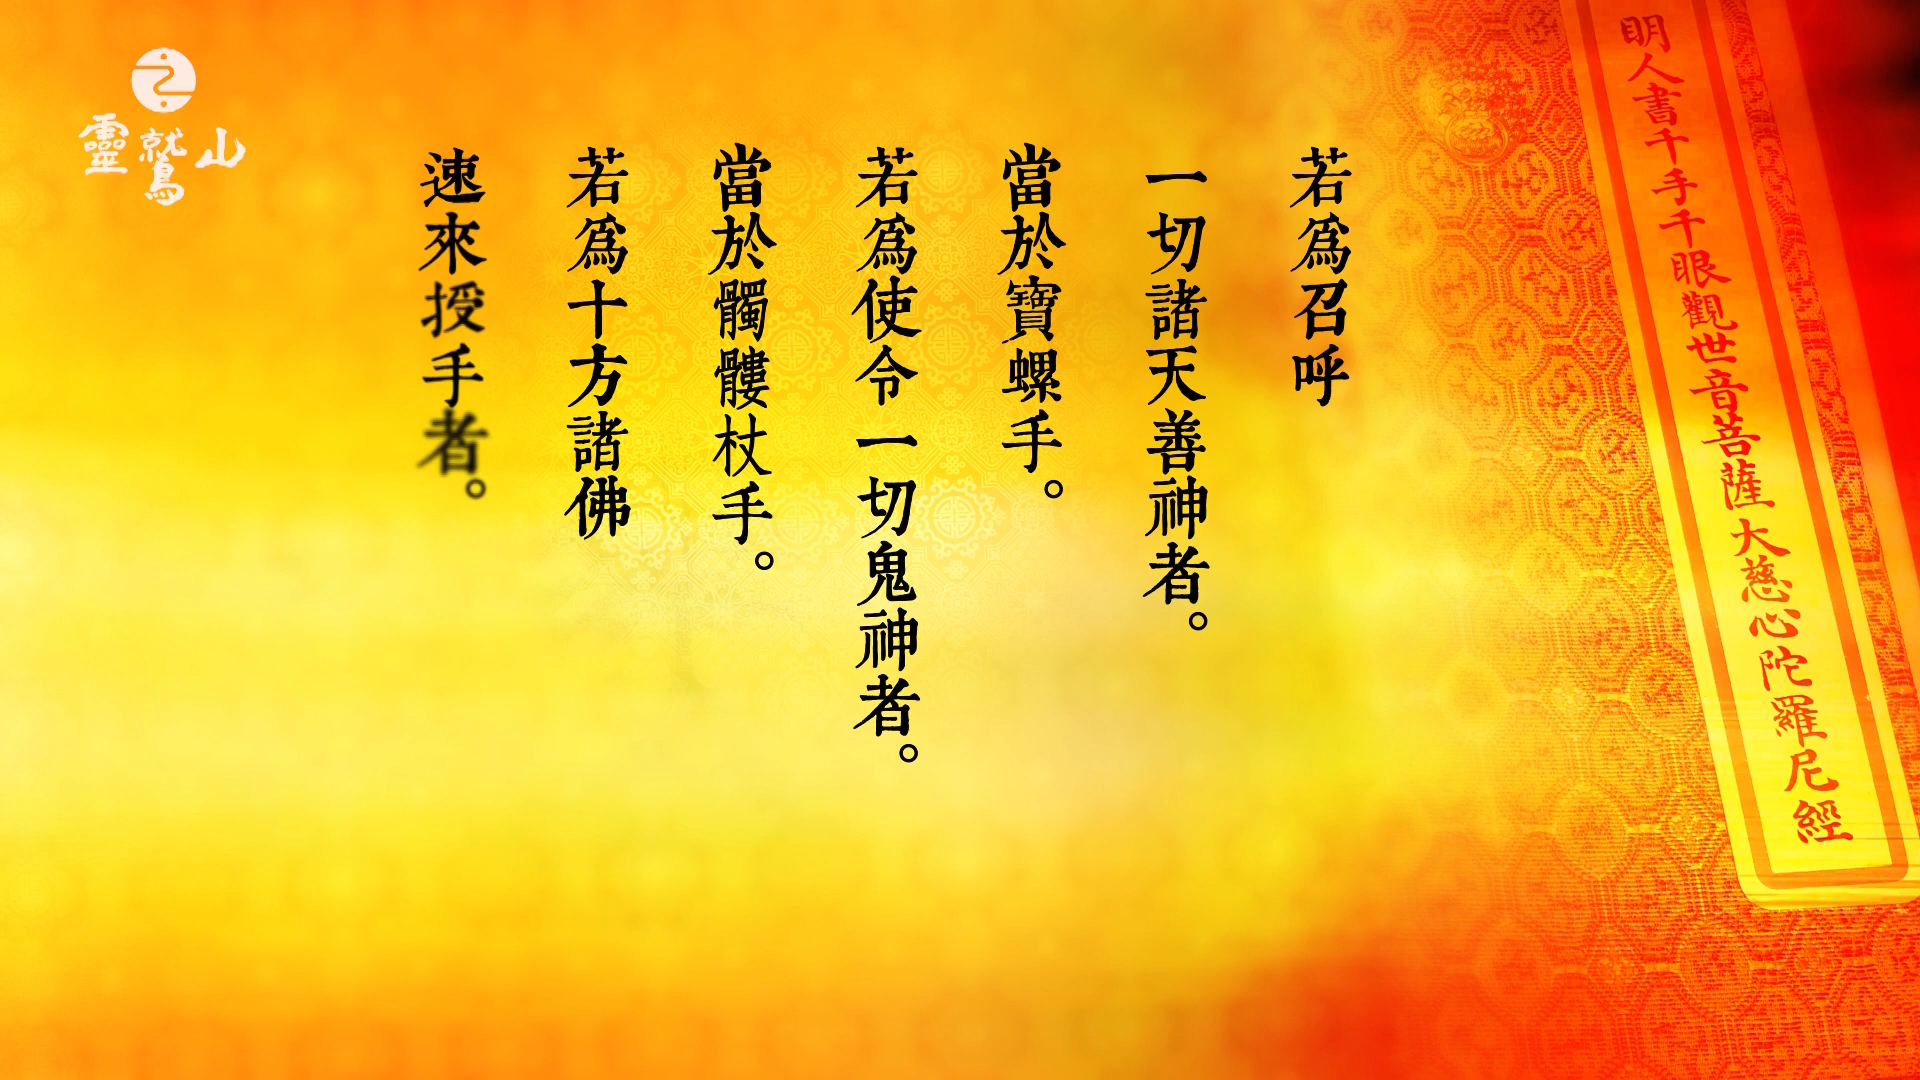 明人書千手千眼觀世音菩薩大慈心陀羅尼經
若為召呼
一切諸天善神者。
當於寶螺手。
若為使令一切鬼神者。
當於髑髏杖手。
若為十方諸佛
速來授手者。
靈鷲山